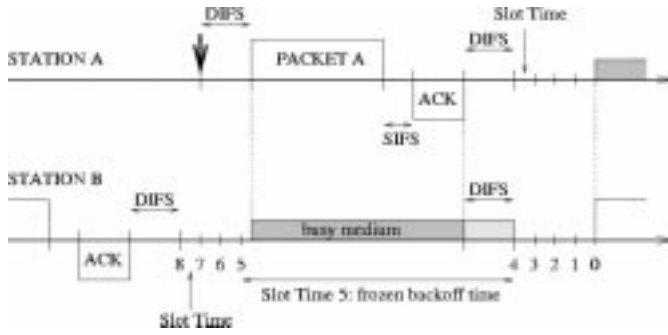 DIFS
Slot Time
STATION A
PACKET A
DIFS
ACK
SIFS
STATION B
DIFS
DIFS
busy medium
ACK
8 7 6 5 4 3 2 1 0
Slot Time 5: frozen backoff time
Slot Time